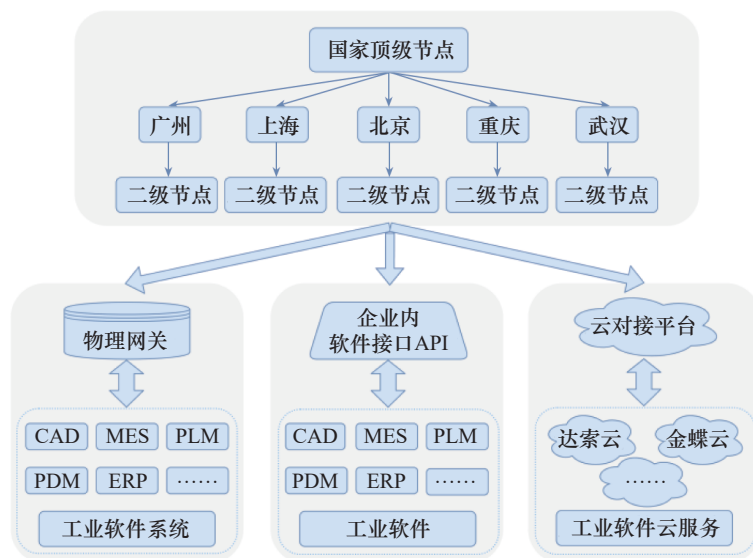 国家顶级节点
广州
上海
北京
重庆
武汉
二级节点
二级节点
二级节点
二级节点
二级节点
物理网关
CAD
MES
PLM
PDM
ERP
……
工业软件系统
企业内
软件接口API
CAD
MES
PLM
PDM
ERP
……
工业软件
云对接平台
达索云
金蝶云
……
工业软件云服务